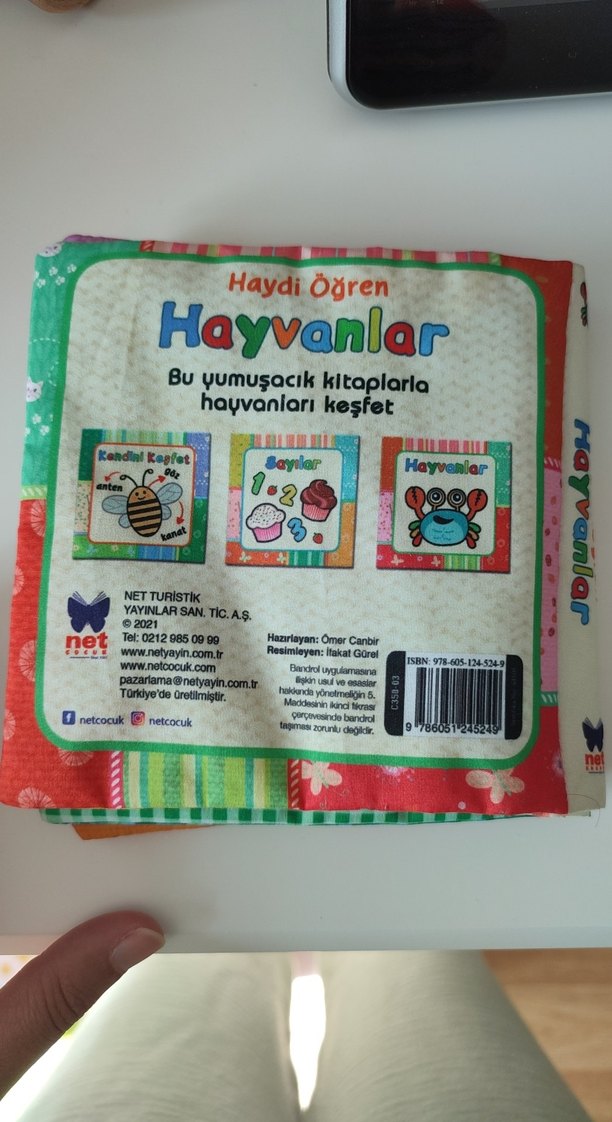 Haydi Öğren
Hayvanlar
Bu yumuşacık kitaplarla
hayvanları keşfet
Kendini Keşfet
göz
anten
kanat
Sayılar
1
2
3
Hayvanlar
net
ÇOCUK
NET TURİSTİK
YAYINLAR SAN. TİC. A.Ş.
© 2021
Tel: 0212 985 09 99
www.netyayin.com.tr
www.netcocuk.com
pazarlama@netyayin.com.tr
Türkiye'de üretilmiştir.
netcocuk netcocuk
Hazırlayan: Ömer Canbir
Resimleyen: İfakat Gürel
Bandrol uygulamasına
ilişkin usul ve esaslar
hakkında yönetmeliğin 5.
Maddesinin ikinci fıkrası
çerçevesinde bandrol
taşıması zorunlu değildir.
C350-03
ISBN: 978-605-124-524-9
9 786051 245249
Hayvanlar
net